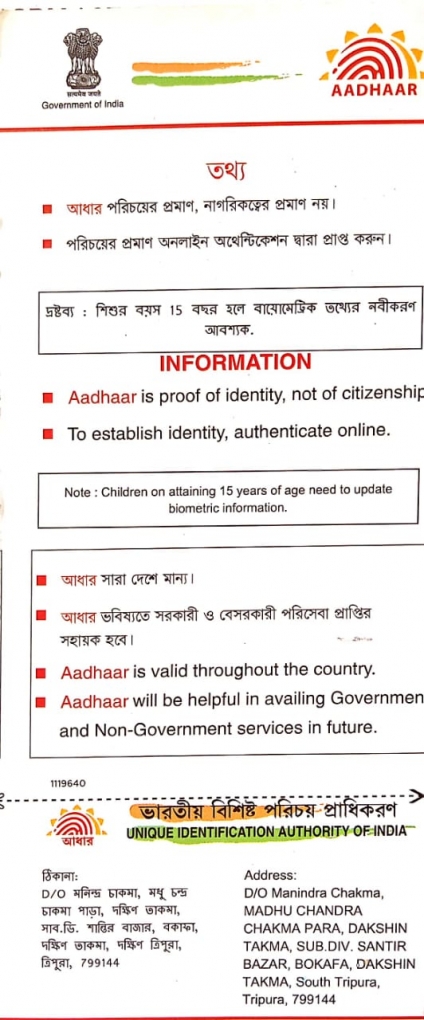 सत्यमेव जयते
Government of India
AADHAAR
তথ্য
আধার পরিচয়ের প্রমাণ, নাগরিকত্বের প্রমাণ নয়।
পরিচয়ের প্রমাণ অনলাইন অথেন্টিকেশন দ্বারা প্রাপ্ত করুন।
দ্রষ্টব্য : শিশুর বয়স 15 বছর হলে বায়োমেট্রিক তথ্যের নবীকরণ
আবশ্যক.
INFORMATION
Aadhaar is proof of identity, not of citizenship
To establish identity, authenticate online.
Note : Children on attaining 15 years of age need to update
biometric information.
আধার সারা দেশে মান্য।
আধার ভবিষ্যতে সরকারী ও বেসরকারী পরিসেবা প্রাপ্তির
সহায়ক হবে।
Aadhaar is valid throughout the country.
Aadhaar will be helpful in availing Governmen
and Non-Government services in future.
1119640
ভারতীয় বিশিষ্ট পরিচয় প্রাধিকরণ
UNIQUE IDENTIFICATION AUTHORITY OF INDIA
আধার
ঠিকানা:
D/O মনিন্দ্র চাকমা, মধু চন্দ্র
চাকমা পাড়া, দক্ষিণ তাকমা,
সাব.ডি. শান্তির বাজার, বকাফা,
দক্ষিণ তাকমা, দক্ষিণ ত্রিপুরা,
ত্রিপুরা, 799144
Address:
D/O Manindra Chakma,
MADHU CHANDRA
CHAKMA PARA, DAKSHIN
TAKMA, SUB.DIV. SANTIR
BAZAR, BOKAFA, DAKSHIN
TAKMA, South Tripura,
Tripura, 799144